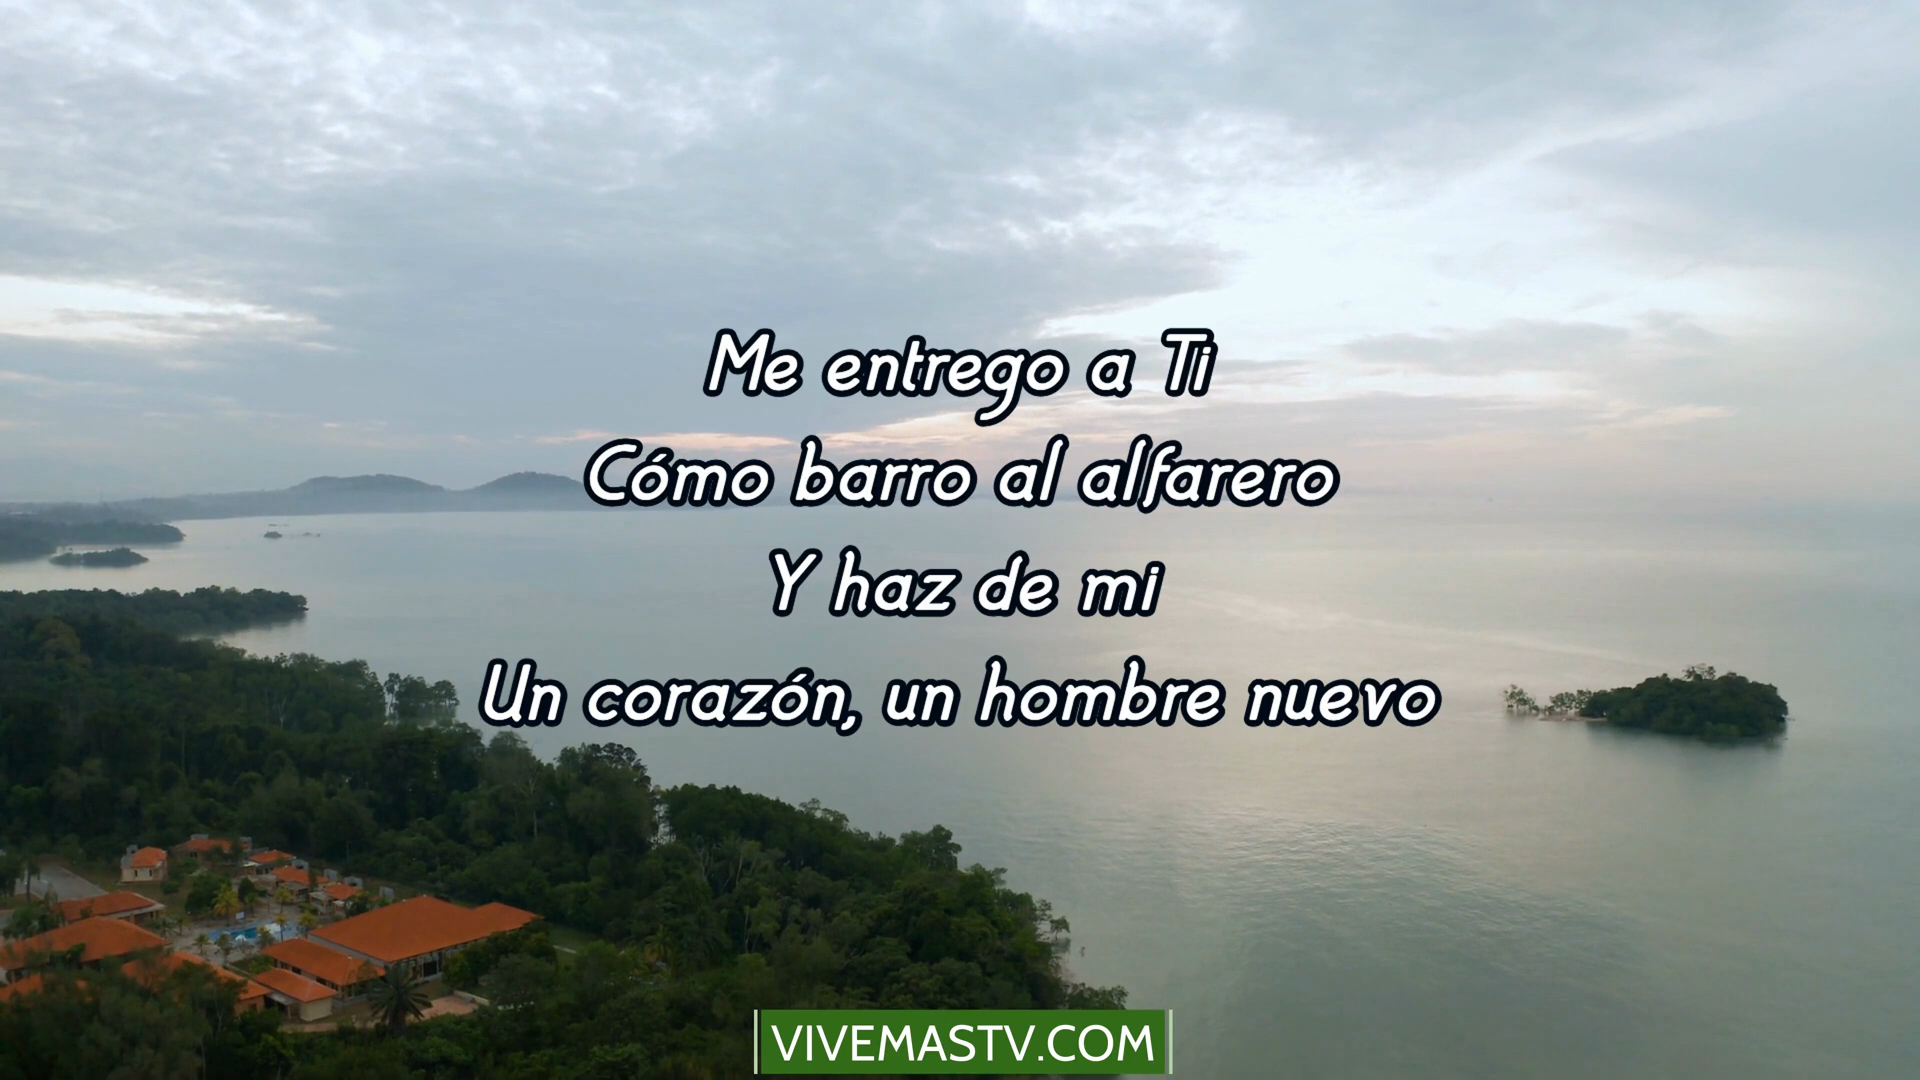 Me entrego a Ti
Cómo barro al alfarero
Y haz de mi
Un corazón, un hombre nuevo
VIVEMASTV.COM